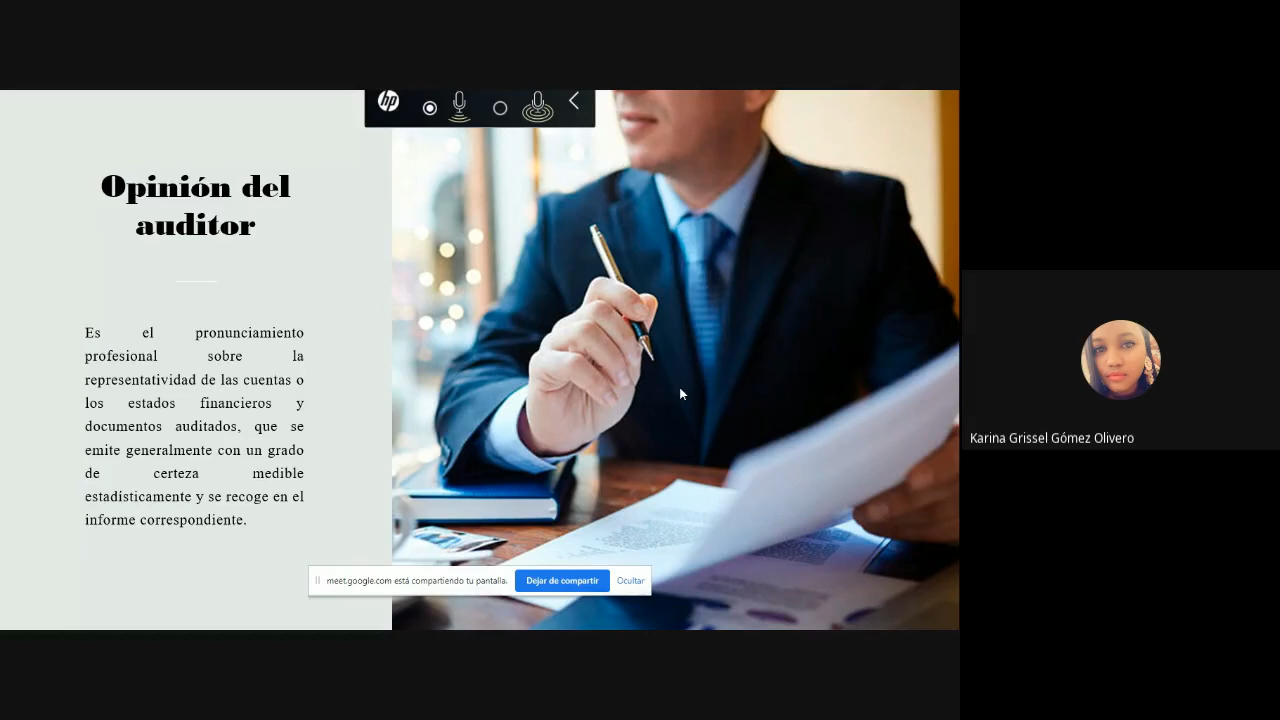 hp
Opinión del
auditor
Es el pronunciamiento
profesional sobre la
representatividad de las cuentas o
los estados financieros y
documentos auditados, que se
emite generalmente con un grado
de certeza medible
estadísticamente y se recoge en el
informe correspondiente.
meet.google.com está compartiendo tu pantalla. Dejar de compartir Ocultar
Karina Grissel Gómez Olivero